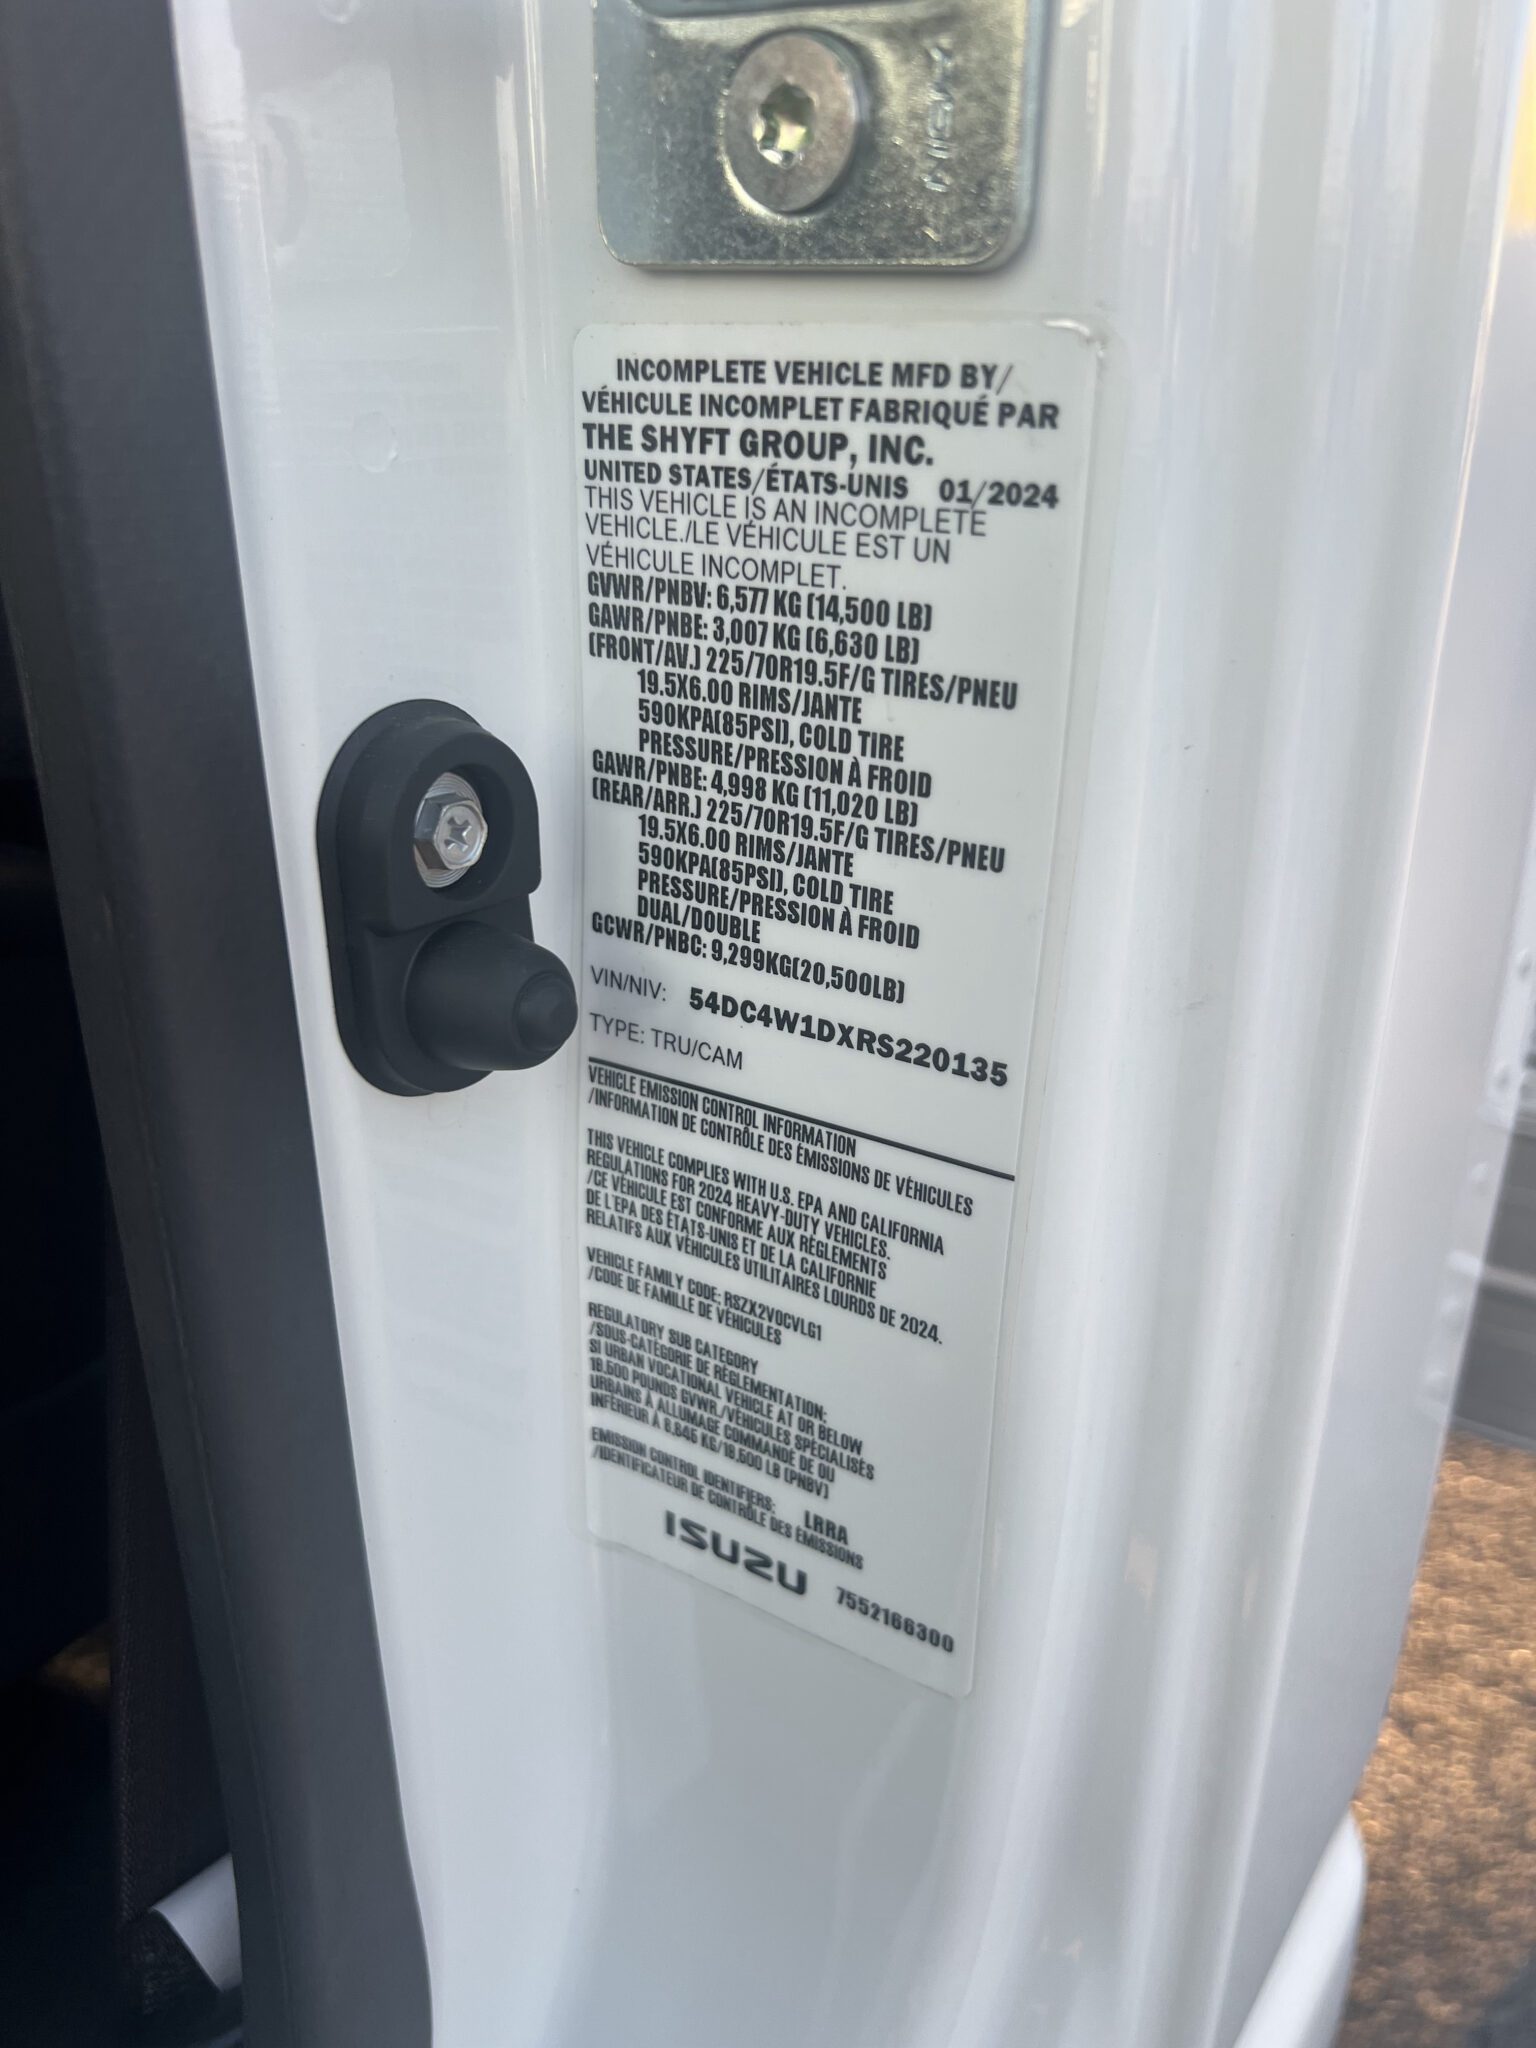 INCOMPLETE VEHICLE MFD BY/
VÉHICULE INCOMPLET FABRIQUÉ PAR
THE SHYFT GROUP, INC.
UNITED STATES/ÉTATS-UNIS 01/2024
THIS VEHICLE IS AN INCOMPLETE
VEHICLE./LE VÉHICULE EST UN
VÉHICULE INCOMPLET.
GVWR/PNBV: 6,577 KG (14,500 LB)
GAWR/PNBE: 3,007 KG (6,630 LB)
(FRONT/AV.) 225/70R19.5F/G TIRES/PNEU
19.5X6.00 RIMS/JANTE
590KPA(85PSI), COLD TIRE
PRESSURE/PRESSION À FROID
GAWR/PNBE: 4,998 KG (11,020 LB)
(REAR/ARR.) 225/70R19.5F/G TIRES/PNEU
19.5X6.00 RIMS/JANTE
590KPA(85PSI), COLD TIRE
PRESSURE/PRESSION À FROID
DUAL/DOUBLE
GCWR/PNBC: 9,299KG(20,500LB)
VIN/NIV: 54DC4W1DXRS220135
TYPE: TRU/CAM
VEHICLE EMISSION CONTROL INFORMATION
/INFORMATION DE CONTRÔLE DES ÉMISSIONS DE VÉHICULES
THIS VEHICLE COMPLIES WITH U.S. EPA AND CALIFORNIA
REGULATIONS FOR 2024 HEAVY-DUTY VEHICLES.
/CE VÉHICULE EST CONFORME AUX RÈGLEMENTS
DE L'EPA DES ÉTATS-UNIS ET DE LA CALIFORNIE
RELATIFS AUX VÉHICULES UTILITAIRES LOURDS DE 2024.
VEHICLE FAMILY CODE: RSZX2VOCVLG1
/CODE DE FAMILLE DE VÉHICULES
REGULATORY SUB CATEGORY
/SOUS-CATÉGORIE DE RÈGLEMENTATION:
SI URBAN VOCATIONAL VEHICLE AT OR BELOW
19,500 POUNDS GVWR./VÉHICULES SPÉCIALISÉS
URBAINS À ALLUMAGE COMMANDÉ DE OU
INFÉRIEUR À 8,845 KG/19,500 LB (PNBV)
EMISSION CONTROL IDENTIFIERS: LRRA
/IDENTIFICATEUR DE CONTRÔLE DES ÉMISSIONS
ISUZU 7552166300